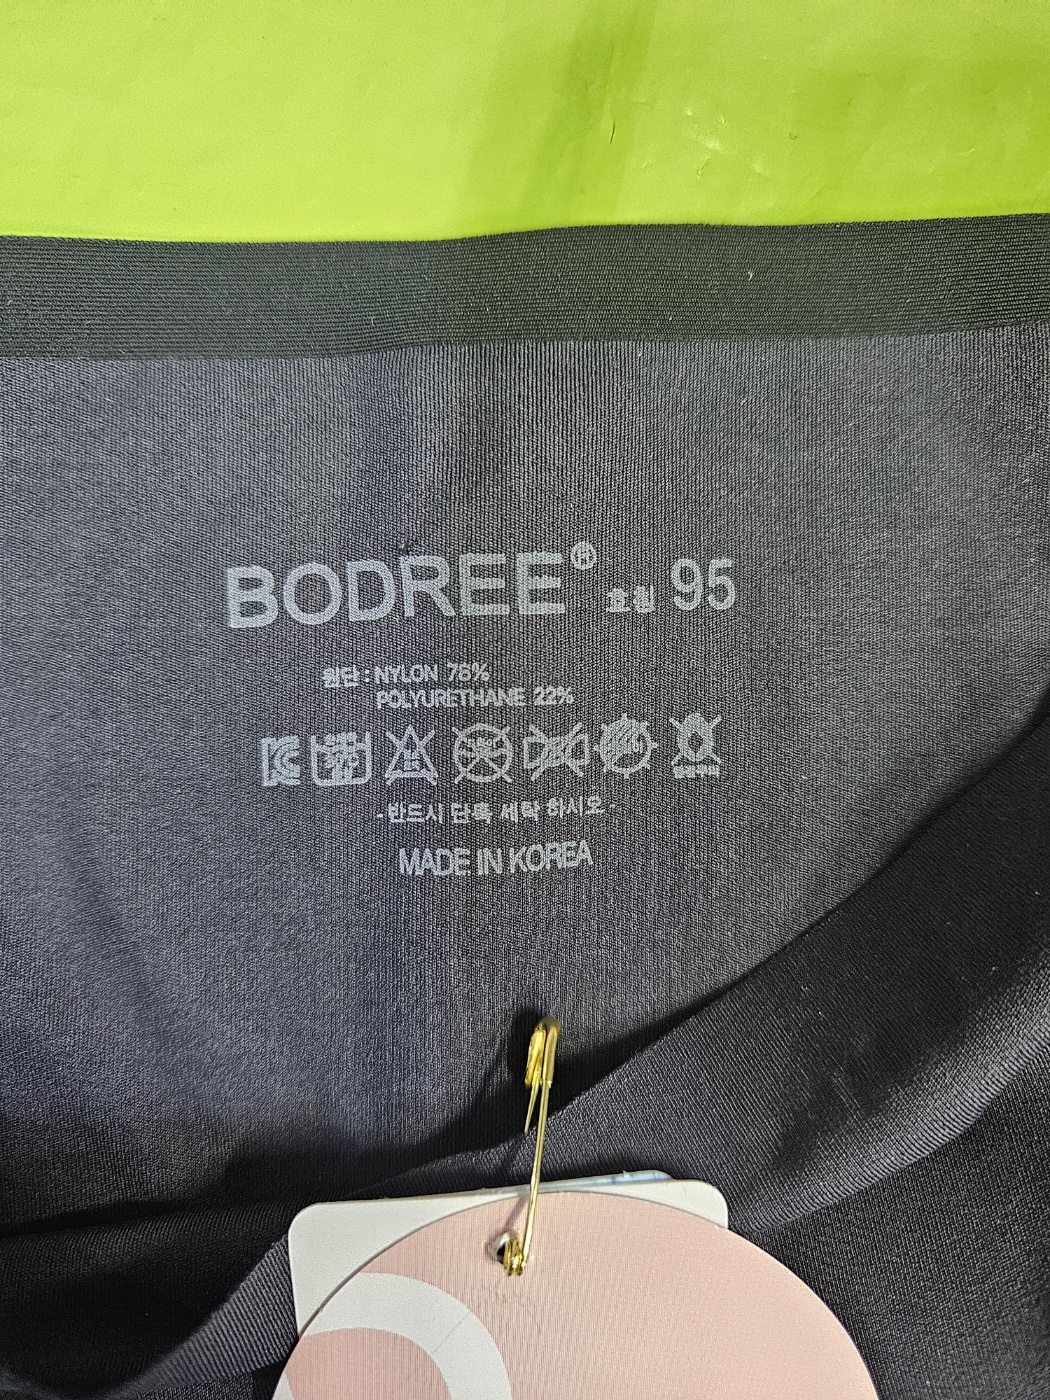 BODREE® 호칭 95
원단 : NYLON 78%
POLYURETHANE 22%
- 반드시 단독 세탁 하시오 -
MADE IN KOREA